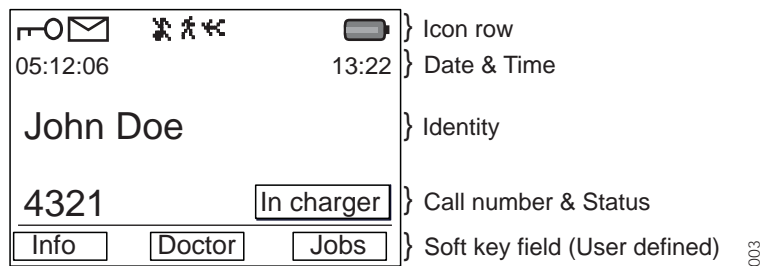 } Icon row
05:12:06 13:22 } Date & Time
John Doe } Identity
4321 In charger } Call number & Status
Info Doctor Jobs } Soft key field (User defined)
003